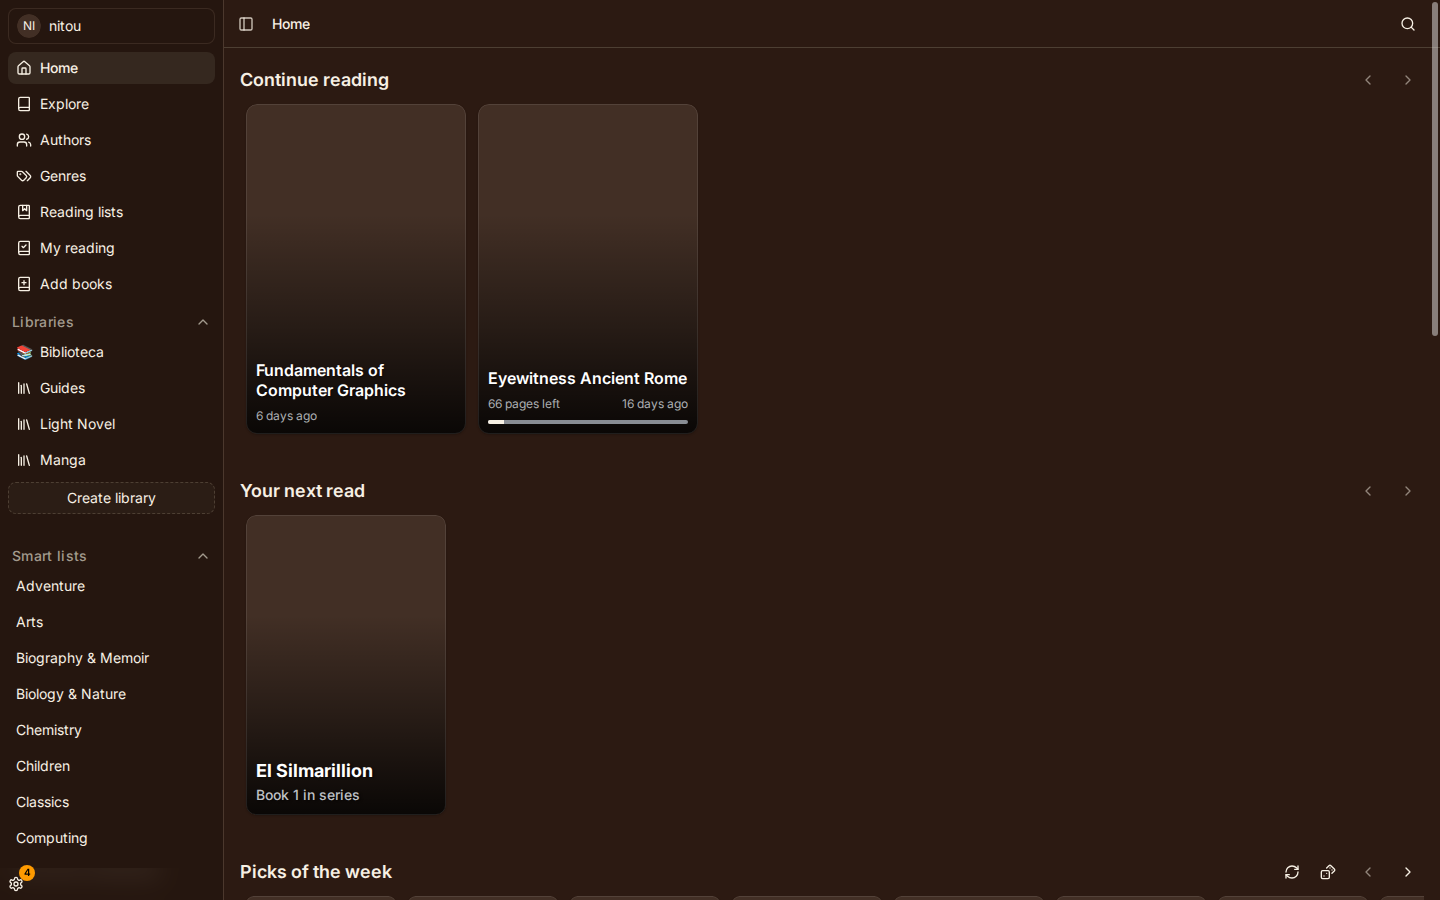 NI nitou
Home
Explore
Authors
Genres
Reading lists
My reading
Add books
Libraries
Biblioteca
Guides
Light Novel
Manga
Create library
Smart lists
Adventure
Arts
Biography & Memoir
Biology & Nature
Chemistry
Children
Classics
Computing
4
Home
Continue reading
Fundamentals of
Computer Graphics
6 days ago
Eyewitness Ancient Rome
66 pages left 16 days ago
Your next read
El Silmarillion
Book 1 in series
Picks of the week